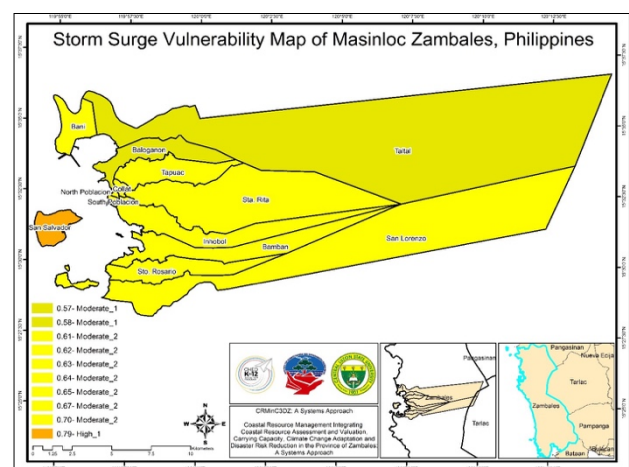 Storm Surge Vulnerability Map of Masinloc Zambales, Philippines
Bani
Taltal
Baloganon
Tapuac
North Poblacion
Collat
South Poblacion
Sta. Rita
San Salvador
Inhobol
Bamban
San Lorenzo
Sto. Rosario
0.57- Moderate_1
0.58- Moderate_1
0.61- Moderate_2
0.62- Moderate_2
0.63- Moderate_2
0.64- Moderate_2
0.65- Moderate_2
0.67- Moderate_2
0.70- Moderate_2
0.79- High_1
Kilometers
CRMinC3DZ: A Systems Approach
Coastal Resource Management Integrating
Coastal Resource Assessment and Valuation,
Carrying Capacity, Climate Change Adaptation and
Disaster Risk Reduction in the Province of Zambales:
A Systems Approach
Pangasinan
Zambales
Tarlac
Pangasinan
Nueva Ecija
Tarlac
Zambales
Pampanga
Bataan